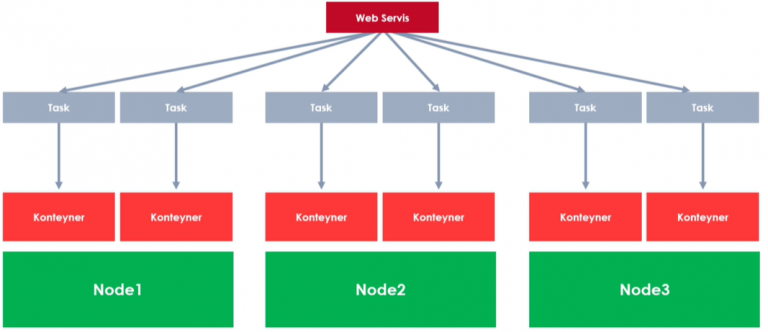 Web Servis
Task
Task
Task
Task
Task
Task
Konteyner
Konteyner
Konteyner
Konteyner
Konteyner
Konteyner
Node1
Node2
Node3